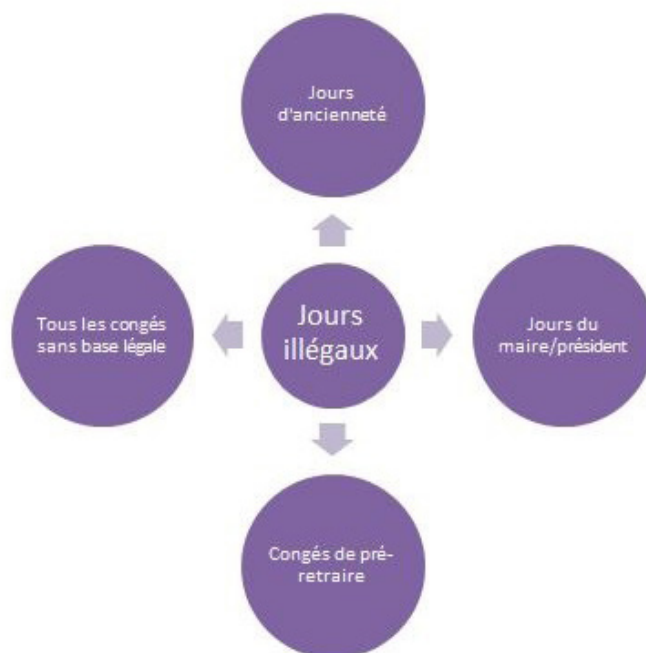 Jours
d'ancienneté
Tous les congés
sans base légale
Jours
illégaux
Jours du
maire/président
Congés de pré-
retraire